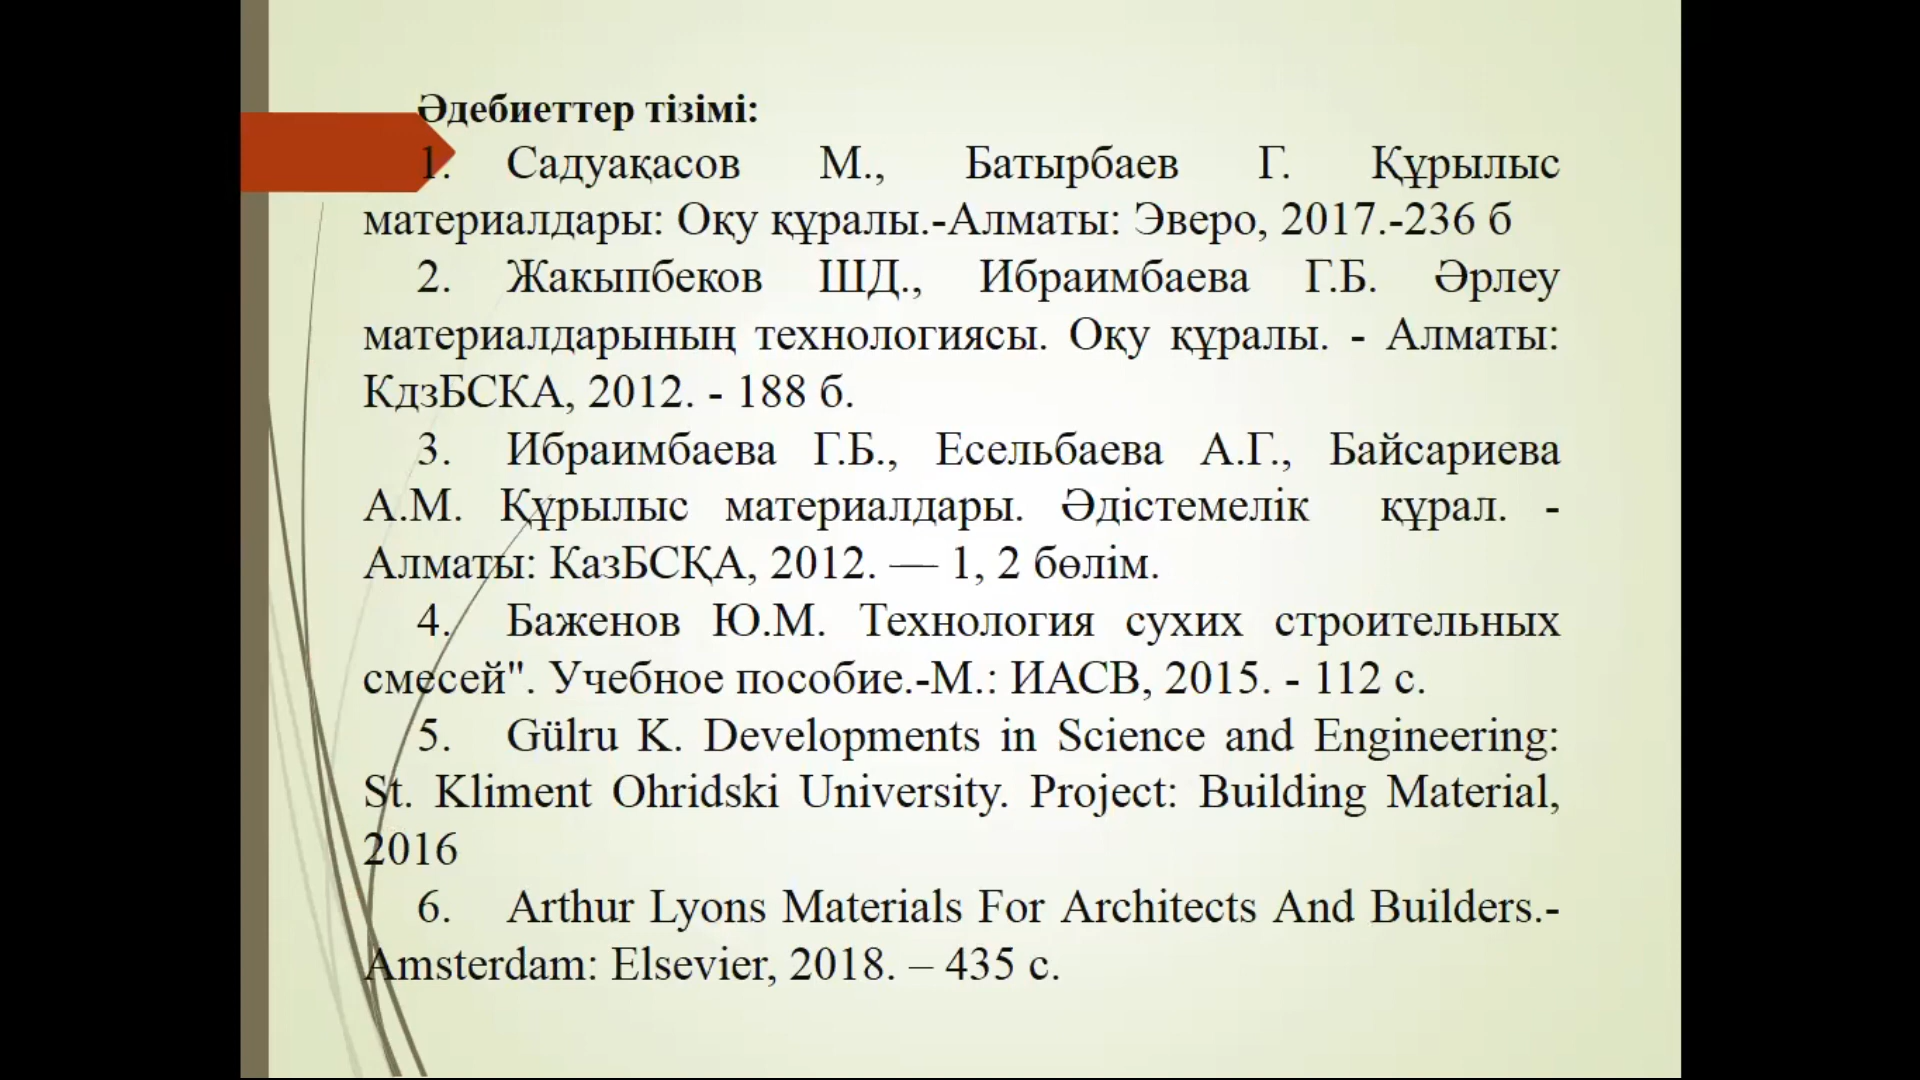 Әдебиеттер тізімі:
1. Садуақасов М., Батырбаев Г. Құрылыс
материалдары: Оқу құралы.-Алматы: Эверо, 2017.-236 б
2. Жакыпбеков ШД., Ибраимбаева Г.Б. Әрлеу
материалдарының технологиясы. Оқу құралы. - Алматы:
КдзБСКА, 2012. - 188 б.
3. Ибраимбаева Г.Б., Есельбаева А.Г., Байсариева
А.М. Құрылыс материалдары. Әдістемелік құрал. -
Алматы: КазБСҚА, 2012. — 1, 2 бөлім.
4. Баженов Ю.М. Технология сухих строительных
смесей". Учебное пособие.-М.: ИАСВ, 2015. - 112 с.
5. Gülru K. Developments in Science and Engineering:
St. Kliment Ohridski University. Project: Building Material,
2016
6. Arthur Lyons Materials For Architects And Builders.-
Amsterdam: Elsevier, 2018. – 435 с.